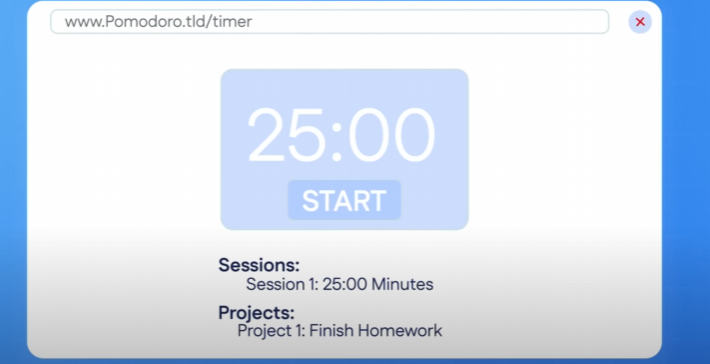 www.Pomodoro.tld/timer
25:00
START
Sessions:
Session 1: 25:00 Minutes
Projects:
Project 1: Finish Homework